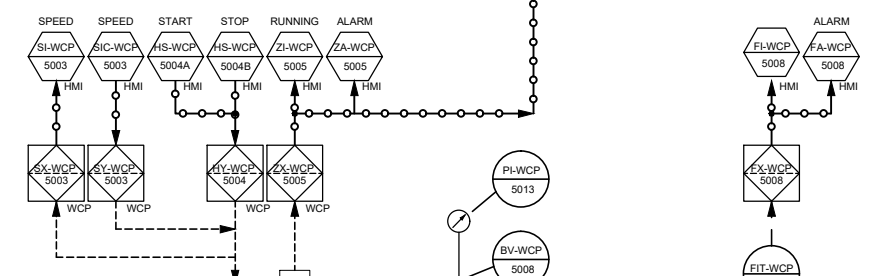 SPEED SPEED START STOP RUNNING ALARM ALARM
SI-WCP SIC-WCP HS-WCP HS-WCP ZI-WCP ZA-WCP FI-WCP FA-WCP
5003 5003 5004A 5004B 5005 5005 5008 5008
HMI HMI HMI HMI HMI HMI HMI HMI
SX-WCP SY-WCP HY-WCP ZX-WCP PI-WCP FX-WCP
5003 5003 5004 5005 5013 5008
WCP WCP WCP WCP
BV-WCP
5008
FIT-WCP